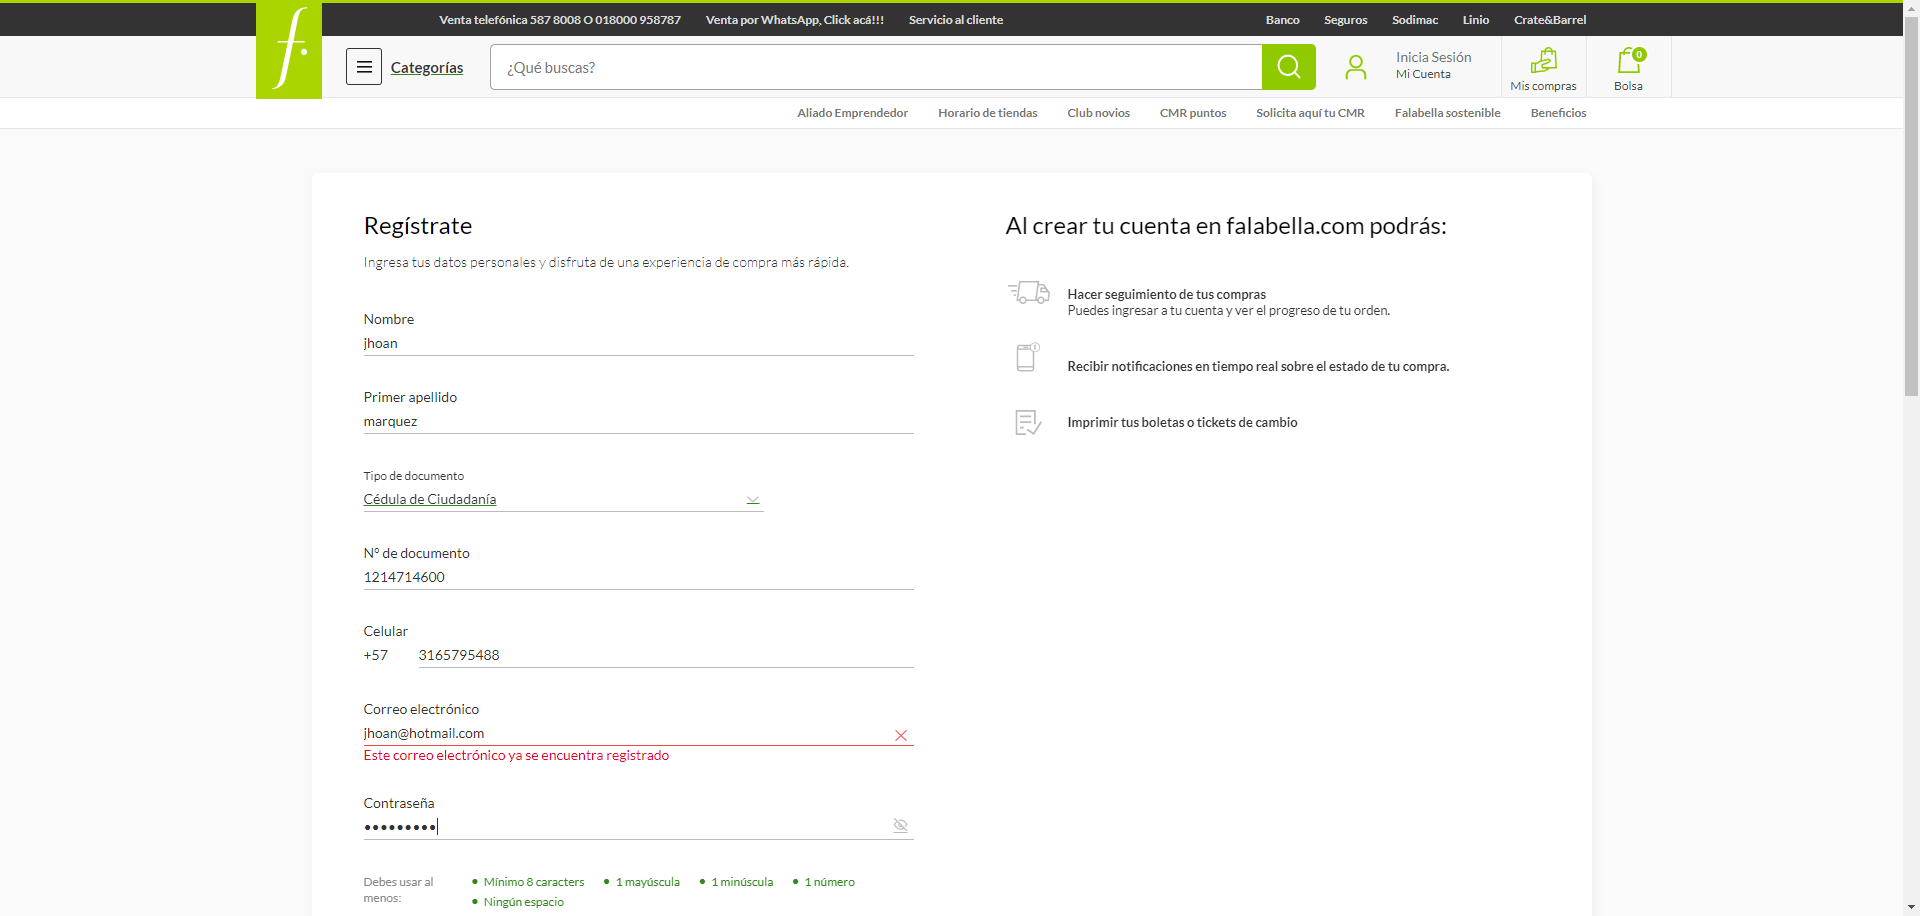 Venta telefónica 587 8008 O 018000 958787 Venta por WhatsApp, Click acá!!! Servicio al cliente Banco Seguros Sodimac Linio Crate&Barrel
f.
Categorías
¿Qué buscas?
Inicia Sesión
Mi Cuenta
Mis compras
0
Bolsa
Aliado Emprendedor Horario de tiendas Club novios CMR puntos Solicita aquí tu CMR Falabella sostenible Beneficios
Regístrate
Ingresa tus datos personales y disfruta de una experiencia de compra más rápida.
Nombre
jhoan
Primer apellido
marquez
Tipo de documento
Cédula de Ciudadanía
N° de documento
1214714600
Celular
+57 3165795488
Correo electrónico
jhoan@hotmail.com
Este correo electrónico ya se encuentra registrado
Contraseña
•••••••••
Debes usar al
menos:
• Mínimo 8 caracters • 1 mayúscula • 1 minúscula • 1 número
• Ningún espacio
Al crear tu cuenta en falabella.com podrás:
Hacer seguimiento de tus compras
Puedes ingresar a tu cuenta y ver el progreso de tu orden.
Recibir notificaciones en tiempo real sobre el estado de tu compra.
Imprimir tus boletas o tickets de cambio